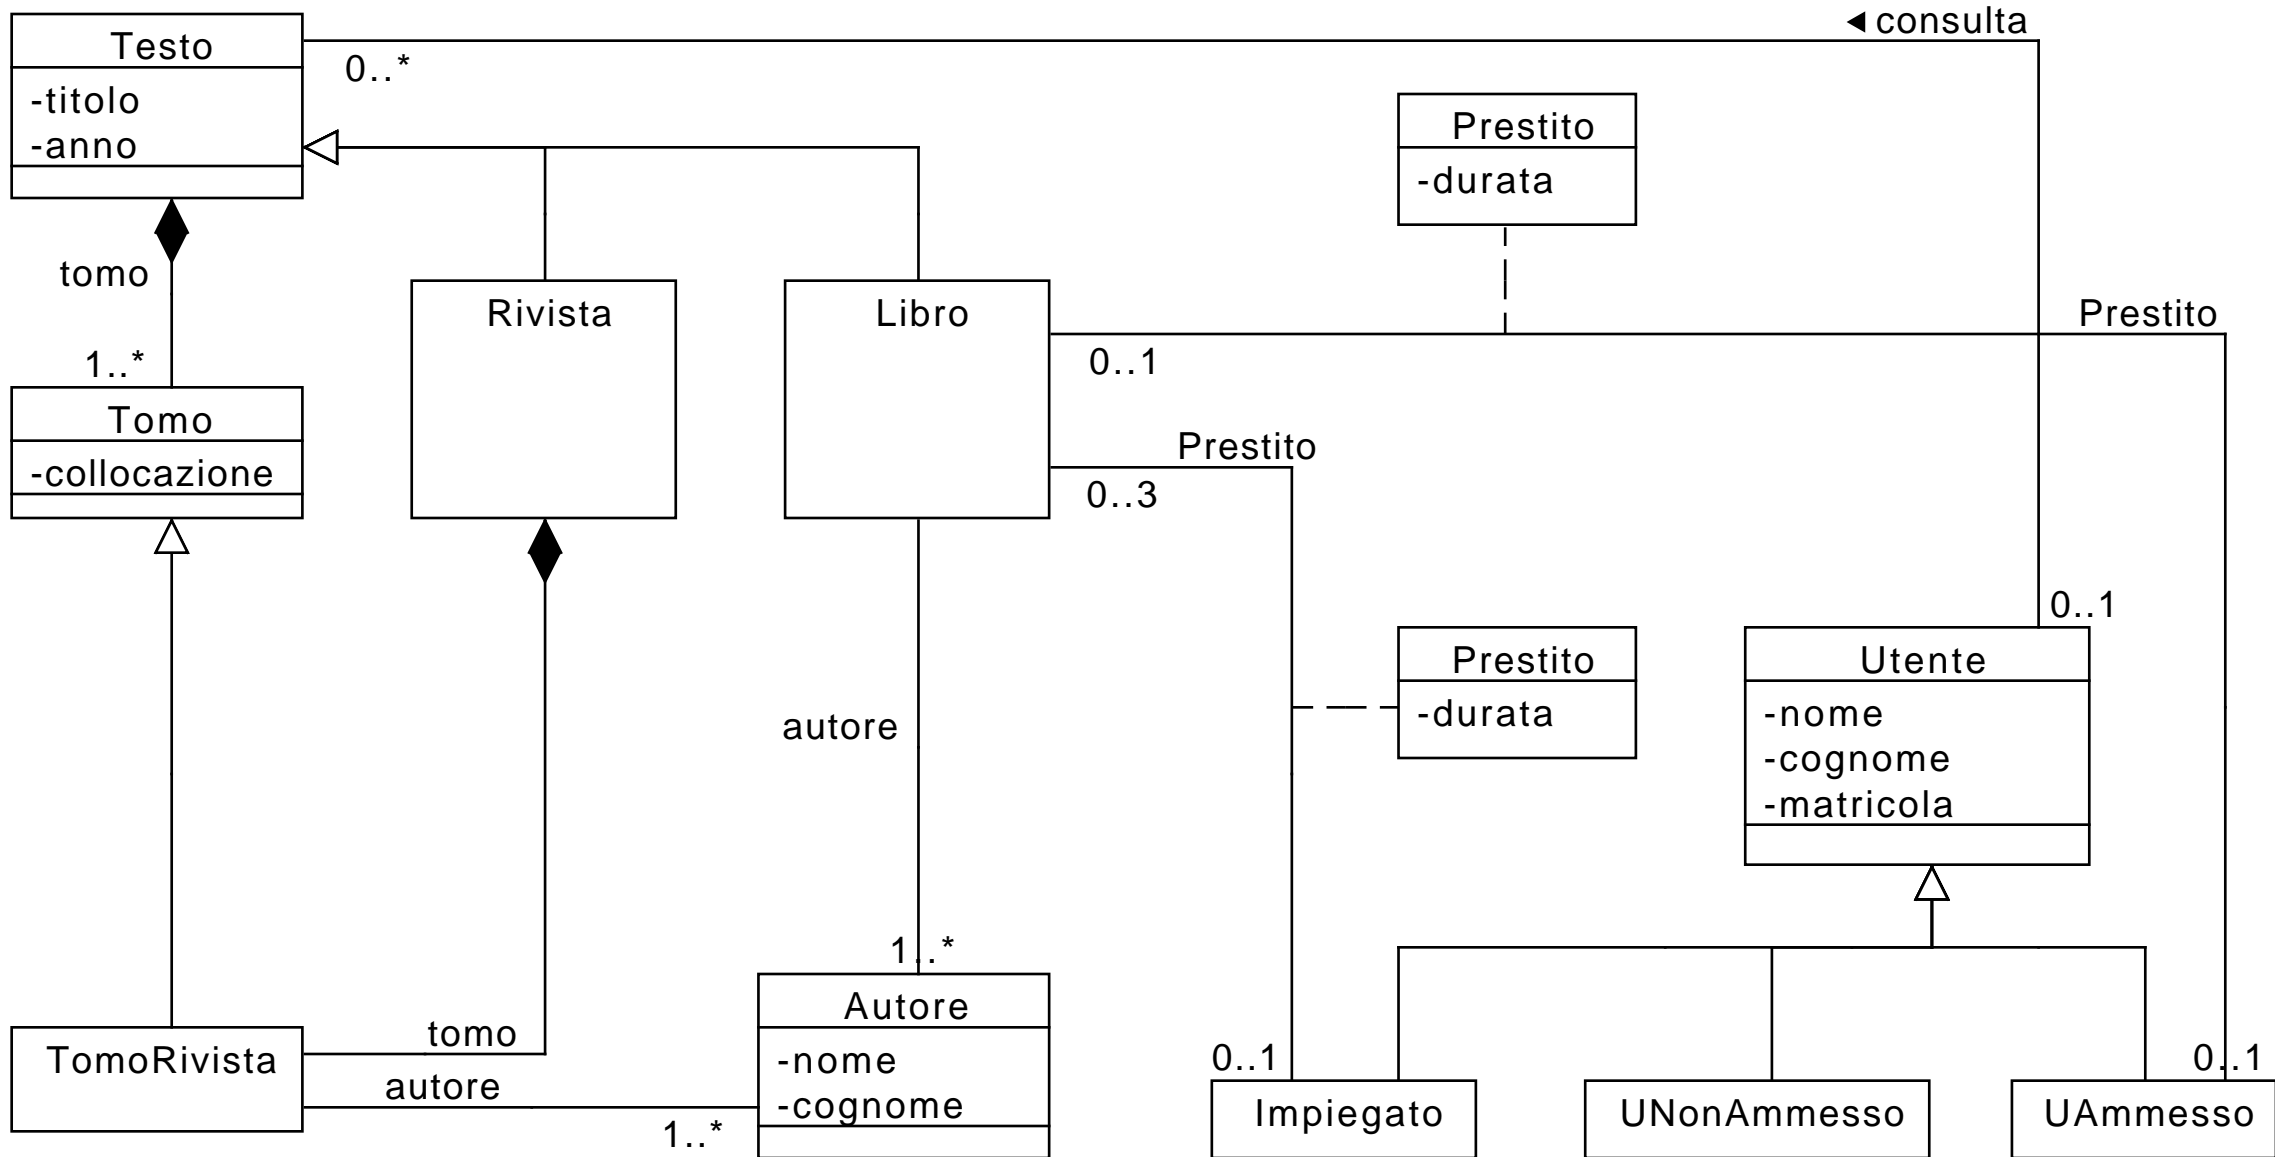 ◄ consulta
Testo
0..*
-titolo
-anno
Prestito
-durata
tomo
Rivista
Libro
Prestito
1..*
0..1
Tomo
Prestito
-collocazione
0..3
0..1
Prestito
Utente
-durata
-nome
autore
-cognome
-matricola
1..*
Autore
tomo
TomoRivista
-nome
0..1
0..1
autore
-cognome
Impiegato
UNonAmmesso
UAmmesso
1..*